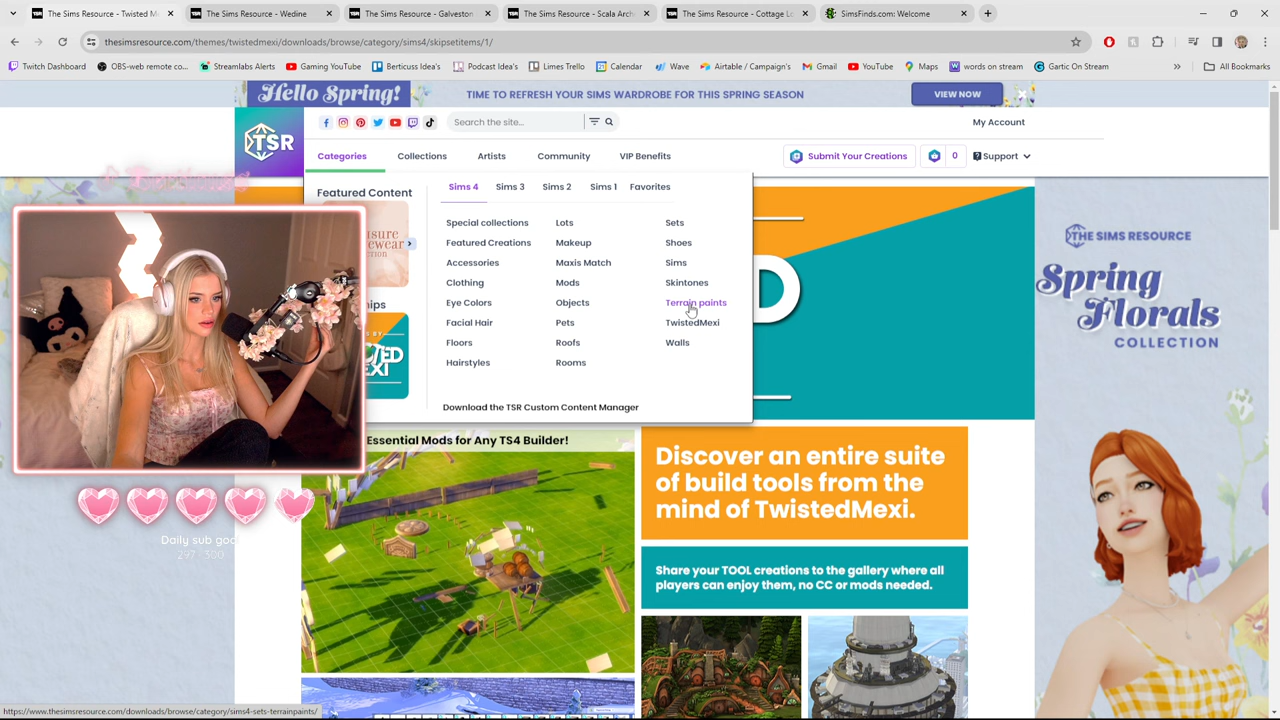 The Sims Resource - Twisted M
The Sims Resource - Wedine
The Sims Resource - Galveston
The Sims Resource - Scala Arch
The Sims Resource - Cottage L
SimsFinds.com: Welcome
thesimsresource.com/themes/twistedmexi/downloads/browse/category/sims4/skipsetitems/1/
Twitch Dashboard
OBS-web remote co...
Streamlabs Alerts
Gaming YouTube
Berticuss Idea's
Podcast Idea's
Limes Trello
Calendar
Wave
Airtable / Campaign's
Gmail
YouTube
Maps
words on stream
Gartic On Stream
All Bookmarks
Hello Spring!
TIME TO REFRESH YOUR SIMS WARDROBE FOR THIS SPRING SEASON
VIEW NOW
TSR
Search the site...
My Account
Categories
Collections
Artists
Community
VIP Benefits
Submit Your Creations
0
Support
Featured Content
Sims 4
Sims 3
Sims 2
Sims 1
Favorites
Special collections
Featured Creations
Accessories
Clothing
Eye Colors
Facial Hair
Floors
Hairstyles
Lots
Makeup
Maxis Match
Mods
Objects
Pets
Roofs
Rooms
Sets
Shoes
Sims
Skintones
Terrain paints
TwistedMexi
Walls
Download the TSR Custom Content Manager
D
THE SIMS RESOURCE
Spring
Florals
COLLECTION
Essential Mods for Any TS4 Builder!
Discover an entire suite
of build tools from the
mind of TwistedMexi.
Share your TOOL creations to the gallery where all
players can enjoy them, no CC or mods needed.
Daily sub goa
297 300
https://www.thesimsresource.com/downloads/browse/category/sims4-sets-terrainpaints/